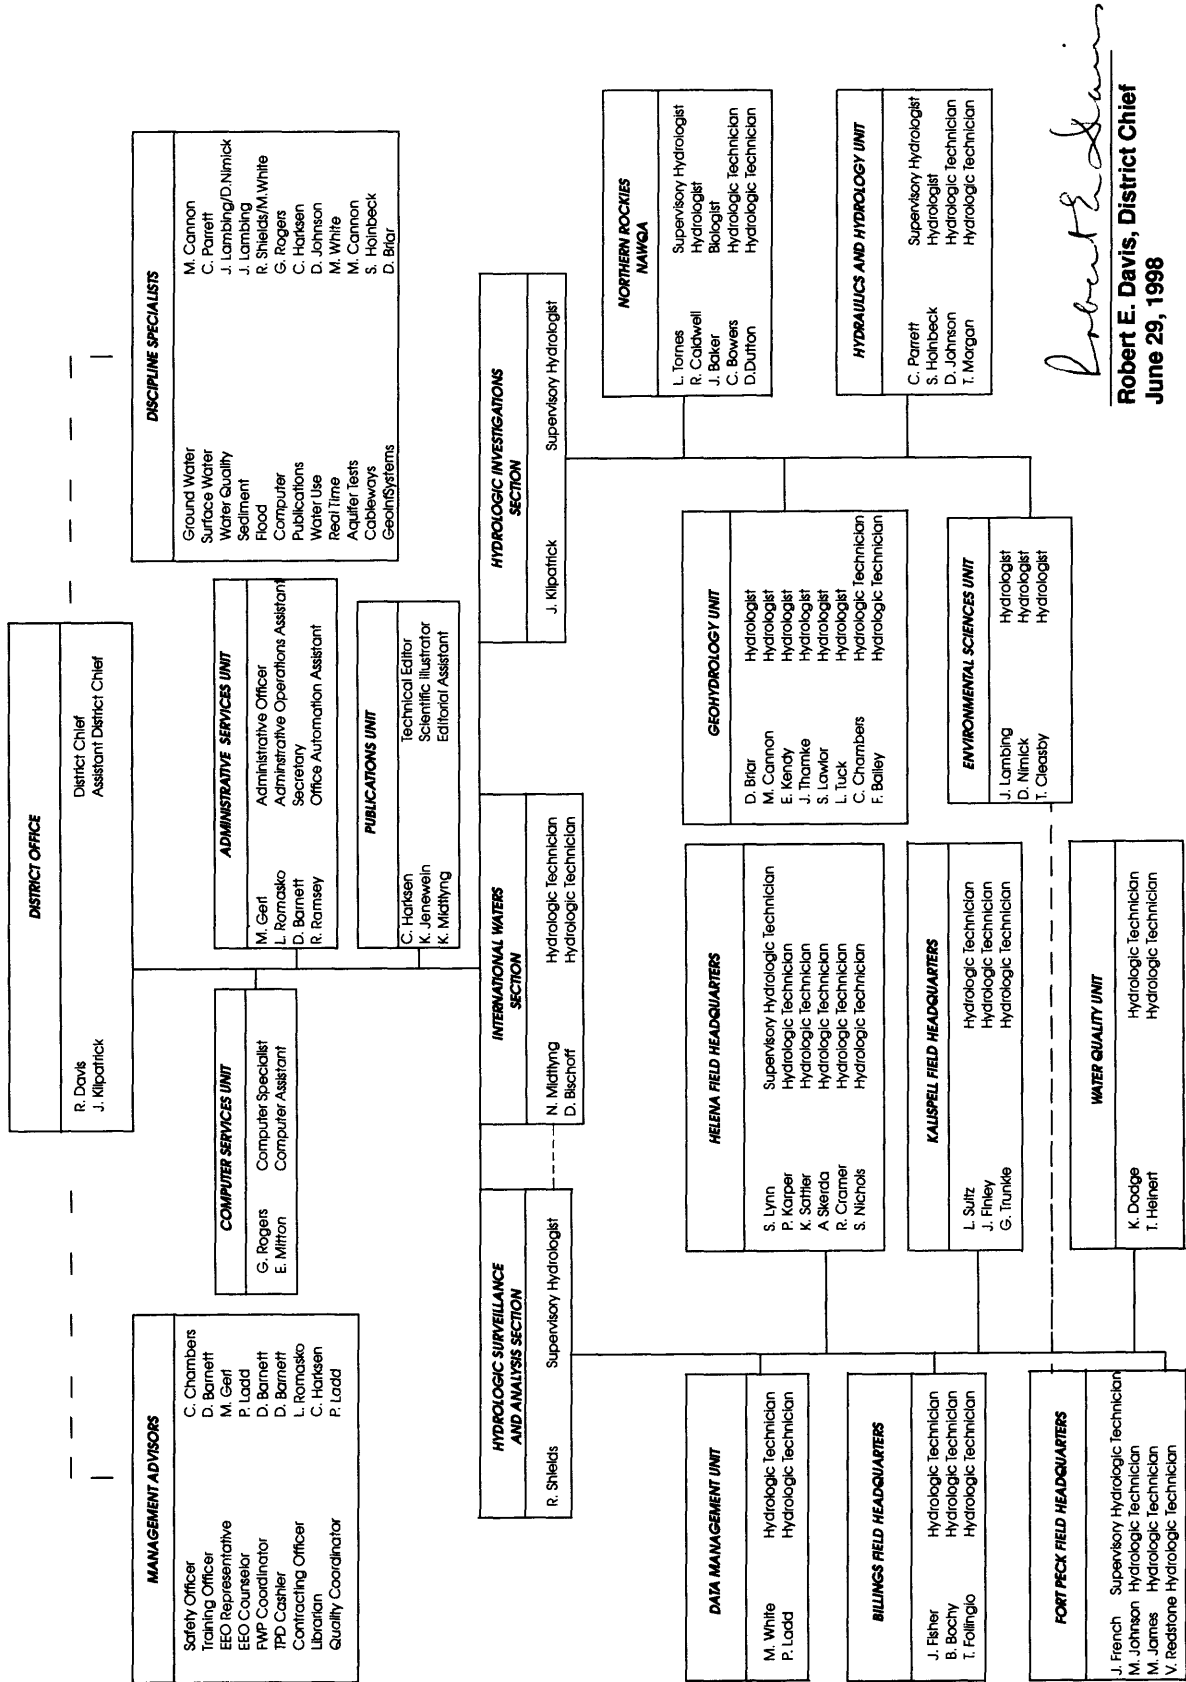 DISTRICT OFFICE
R. Davis District Chief
J. Kilpatrick Assistant District Chief
MANAGEMENT ADVISORS
Safety Officer C. Chambers
Training Officer D. Barnett
EEO Representative M. Gerl
EEO Counselor P. Ladd
FWP Coordinator D. Barnett
TPD Cashier D. Barnett
Contracting Officer L. Romasko
Librarian C. Harksen
Quality Coordinator P. Ladd
COMPUTER SERVICES UNIT
G. Rogers Computer Specialist
E. Mitton Computer Assistant
ADMINISTRATIVE SERVICES UNIT
M. Gerl Administrative Officer
L. Romasko Adminstrative Operations Assistant
D. Barnett Secretary
R. Ramsey Office Automation Assistant
PUBLICATIONS UNIT
C. Harksen Technical Editor
K. Jenewein Scientific Illustrator
K. Midtlyng Editorial Assistant
DISCIPLINE SPECIALISTS
Ground Water M. Cannon
Surface Water C. Parrett
Water Quality J. Lambing/D.Nimick
Sediment J. Lambing
Flood R. Shields/M.White
Computer G. Rogers
Publications C. Harksen
Water Use D. Johnson
Real Time M. White
Aquifer Tests M. Cannon
Cableways S. Holnbeck
GeoInfSystems D. Briar
HYDROLOGIC SURVEILLANCE
AND ANALYSIS SECTION
R. Shields Supervisory Hydrologist
INTERNATIONAL WATERS
SECTION
N. Midtlyng Hydrologic Technician
D. Bischoff Hydrologic Technician
HYDROLOGIC INVESTIGATIONS
SECTION
J. Kilpatrick Supervisory Hydrologist
DATA MANAGEMENT UNIT
M. White Hydrologic Technician
P. Ladd Hydrologic Technician
HELENA FIELD HEADQUARTERS
S. Lynn Supervisory Hydrologic Technician
P. Karper Hydrologic Technician
K. Sattler Hydrologic Technician
A Skerda Hydrologic Technician
R. Cramer Hydrologic Technician
S. Nichols Hydrologic Technician
GEOHYDROLOGY UNIT
D. Briar Hydrologist
M. Cannon Hydrologist
E. Kendy Hydrologist
J. Thamke Hydrologist
S. Lawlor Hydrologist
L. Tuck Hydrologist
C. Chambers Hydrologic Technician
F. Bailey Hydrologic Technician
NORTHERN ROCKIES
NAWQA
L. Tornes Supervisory Hydrologist
R. Caldwell Hydrologist
J. Baker Biologist
C. Bowers Hydrologic Technician
D.Dutton Hydrologic Technician
BILLINGS FIELD HEADQUARTERS
J. Fisher Hydrologic Technician
B. Bochy Hydrologic Technician
T. Follingio Hydrologic Technician
KALISPELL FIELD HEADQUARTERS
L. Sultz Hydrologic Technician
J. Finley Hydrologic Technician
G. Trunkle Hydrologic Technician
ENVIRONMENTAL SCIENCES UNIT
J. Lambing Hydrologist
D. Nimick Hydrologist
T. Cleasby Hydrologist
HYDRAULICS AND HYDROLOGY UNIT
C. Parrett Supervisory Hydrologist
S. Holnbeck Hydrologist
D. Johnson Hydrologic Technician
T. Morgan Hydrologic Technician
FORT PECK FIELD HEADQUARTERS
J. French Supervisory Hydrologic Technician
M. Johnson Hydrologic Technician
M. James Hydrologic Technician
V. Redstone Hydrologic Technician
WATER QUALITY UNIT
K. Dodge Hydrologic Technician
T. Heinert Hydrologic Technician
Robert E Davis
Robert E. Davis, District Chief
June 29, 1998